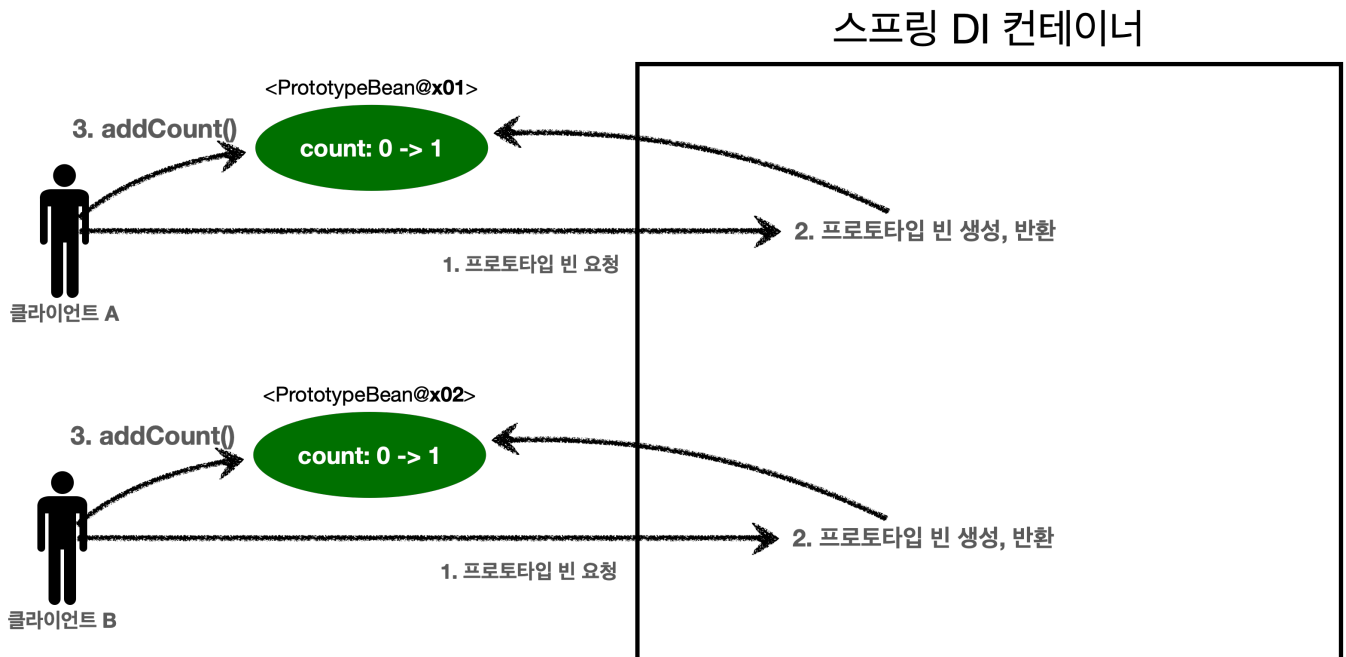 스프링 DI 컨테이너
<PrototypeBean@x01>
3. addCount()
count: 0 -> 1
2. 프로토타입 빈 생성, 반환
1. 프로토타입 빈 요청
클라이언트 A
<PrototypeBean@x02>
3. addCount()
count: 0 -> 1
2. 프로토타입 빈 생성, 반환
1. 프로토타입 빈 요청
클라이언트 B